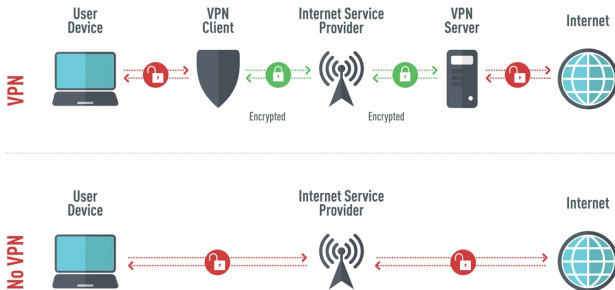 User
Device
VPN
Client
Internet Service
Provider
VPN
Server
Internet
VPN
Encrypted
Encrypted
User
Device
Internet Service
Provider
Internet
No VPN